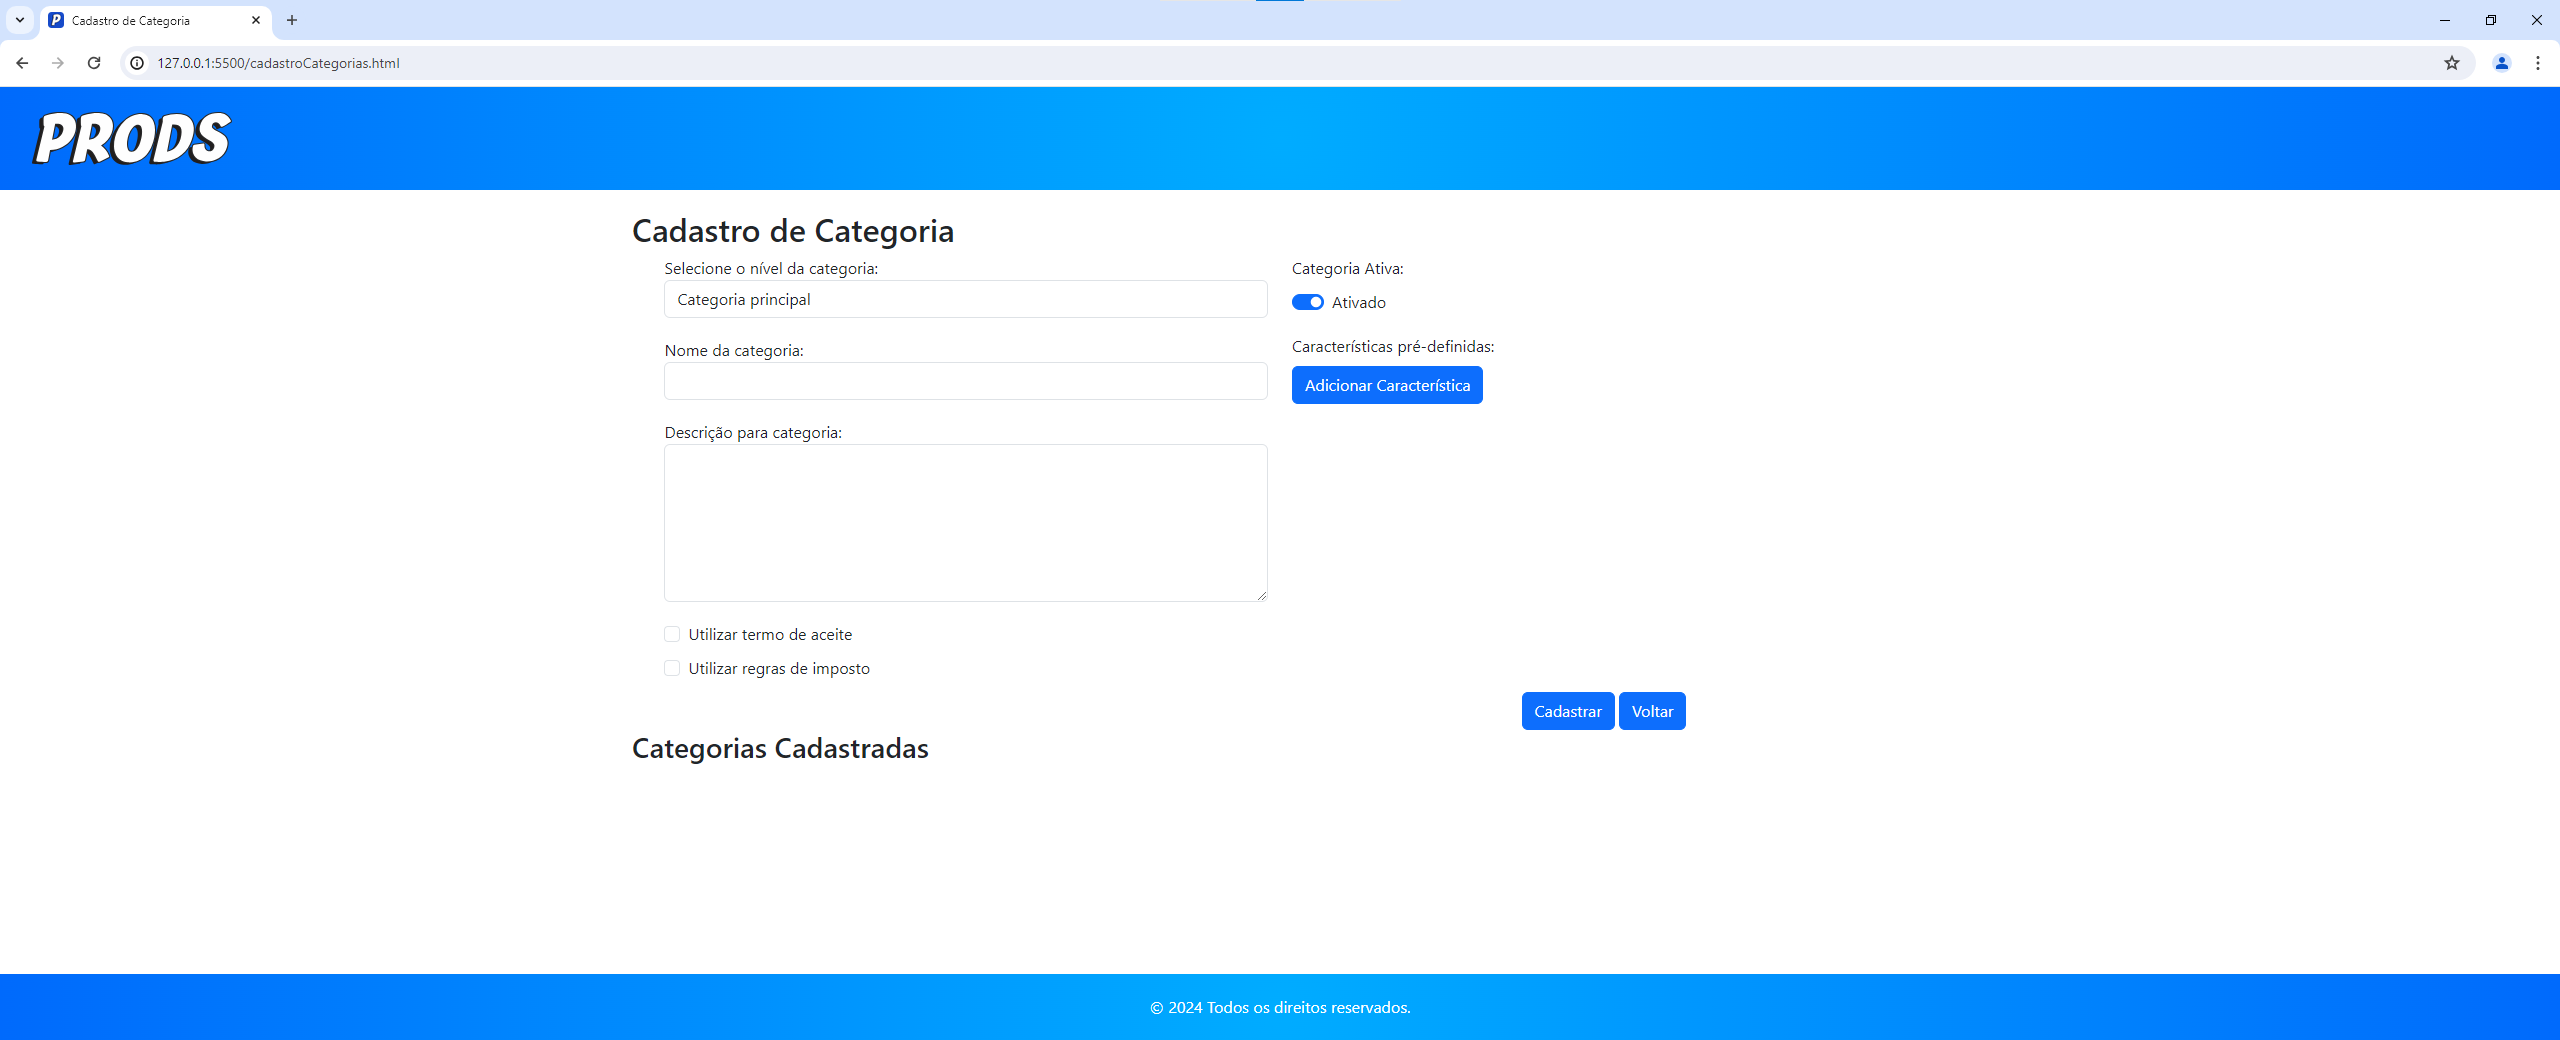 Cadastro de Categoria
127.0.0.1:5500/cadastroCategorias.html
PRODS
Cadastro de Categoria
Selecione o nível da categoria:
Categoria principal
Nome da categoria:
Descrição para categoria:
Utilizar termo de aceite
Utilizar regras de imposto
Categoria Ativa:
Ativado
Características pré-definidas:
Adicionar Característica
Cadastrar Voltar
Categorias Cadastradas
© 2024 Todos os direitos reservados.